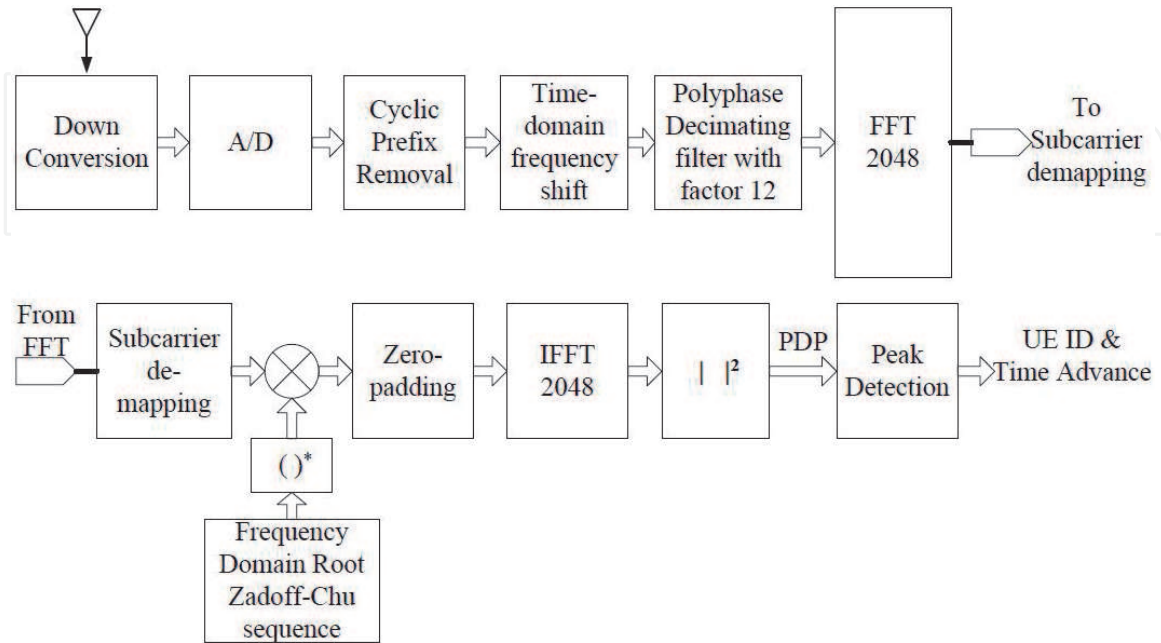 Down
Conversion
A/D
Cyclic
Prefix
Removal
Time-
domain
frequency
shift
Polyphase
Decimating
filter with
factor 12
FFT
2048
To
Subcarrier
demapping
From
FFT
Subcarrier
de-
mapping
Zero-
padding
IFFT
2048
| |²
PDP
Peak
Detection
UE ID &
Time Advance
( )*
Frequency
Domain Root
Zadoff-Chu
sequence